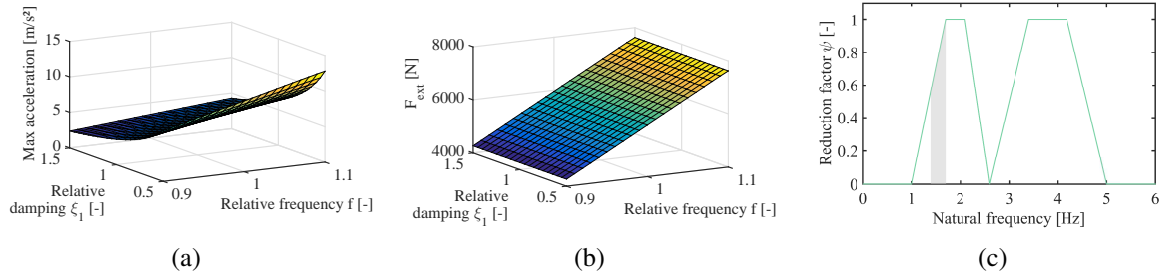 Max acceleration [m/s²]
15
10
5
0
1.5
1
0.5
0.9
1
1.1
Relative
damping ξ1 [-]
Relative frequency f [-]
(a)
F_ext [N]
8000
6000
4000
1.5
1
0.5
0.9
1
1.1
Relative
damping ξ1 [-]
Relative frequency f [-]
(b)
Reduction factor ψ [-]
1
0.8
0.6
0.4
0.2
0
0 1 2 3 4 5 6
Natural frequency [Hz]
(c)